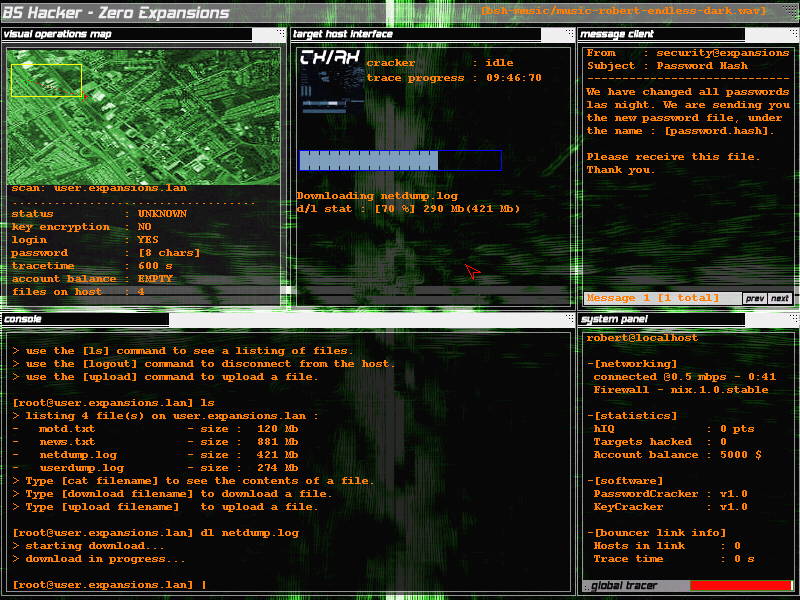 BS Hacker - Zero Expansions
[bsh-music/music-robert-endless-dark.wav]
visual operations map
scan: user.expansions.lan
status : UNKNOWN
key encryption : NO
login : YES
password : [8 chars]
tracetime : 600 s
account balance : EMPTY
files on host : 4
target host interface
cracker : idle
trace progress : 09:46:70
Downloading netdump.log
d/l stat : [70 %] 290 Mb(421 Mb)
message client
From : security@expansions
Subject : Password Hash
We have changed all passwords
las night. We are sending you
the new password file, under
the name : [password.hash].
Please receive this file.
Thank you.
Message 1 [1 total]
prev next
console
> use the [ls] command to see a listing of files.
> use the [logout] command to disconnect from the host.
> use the [upload] command to upload a file.
[root@user.expansions.lan] ls
> listing 4 file(s) on user.expansions.lan :
- motd.txt - size : 120 Mb
- news.txt - size : 881 Mb
- netdump.log - size : 421 Mb
- userdump.log - size : 274 Mb
> Type [cat filename] to see the contents of a file.
> Type [download filename] to download a file.
> Type [upload filename] to upload a file.
[root@user.expansions.lan] dl netdump.log
> starting download...
> download in progress...
[root@user.expansions.lan] |
system panel
robert@localhost
-[networking]
connected @0.5 mbps - 0:41
Firewall - nix.1.0.stable
-[statistics]
hIQ : 0 pts
Targets hacked : 0
Account balance : 5000 $
-[software]
PasswordCracker : v1.0
KeyCracker : v1.0
-[bouncer link info]
Hosts in link : 0
Trace time : 0 s
global tracer